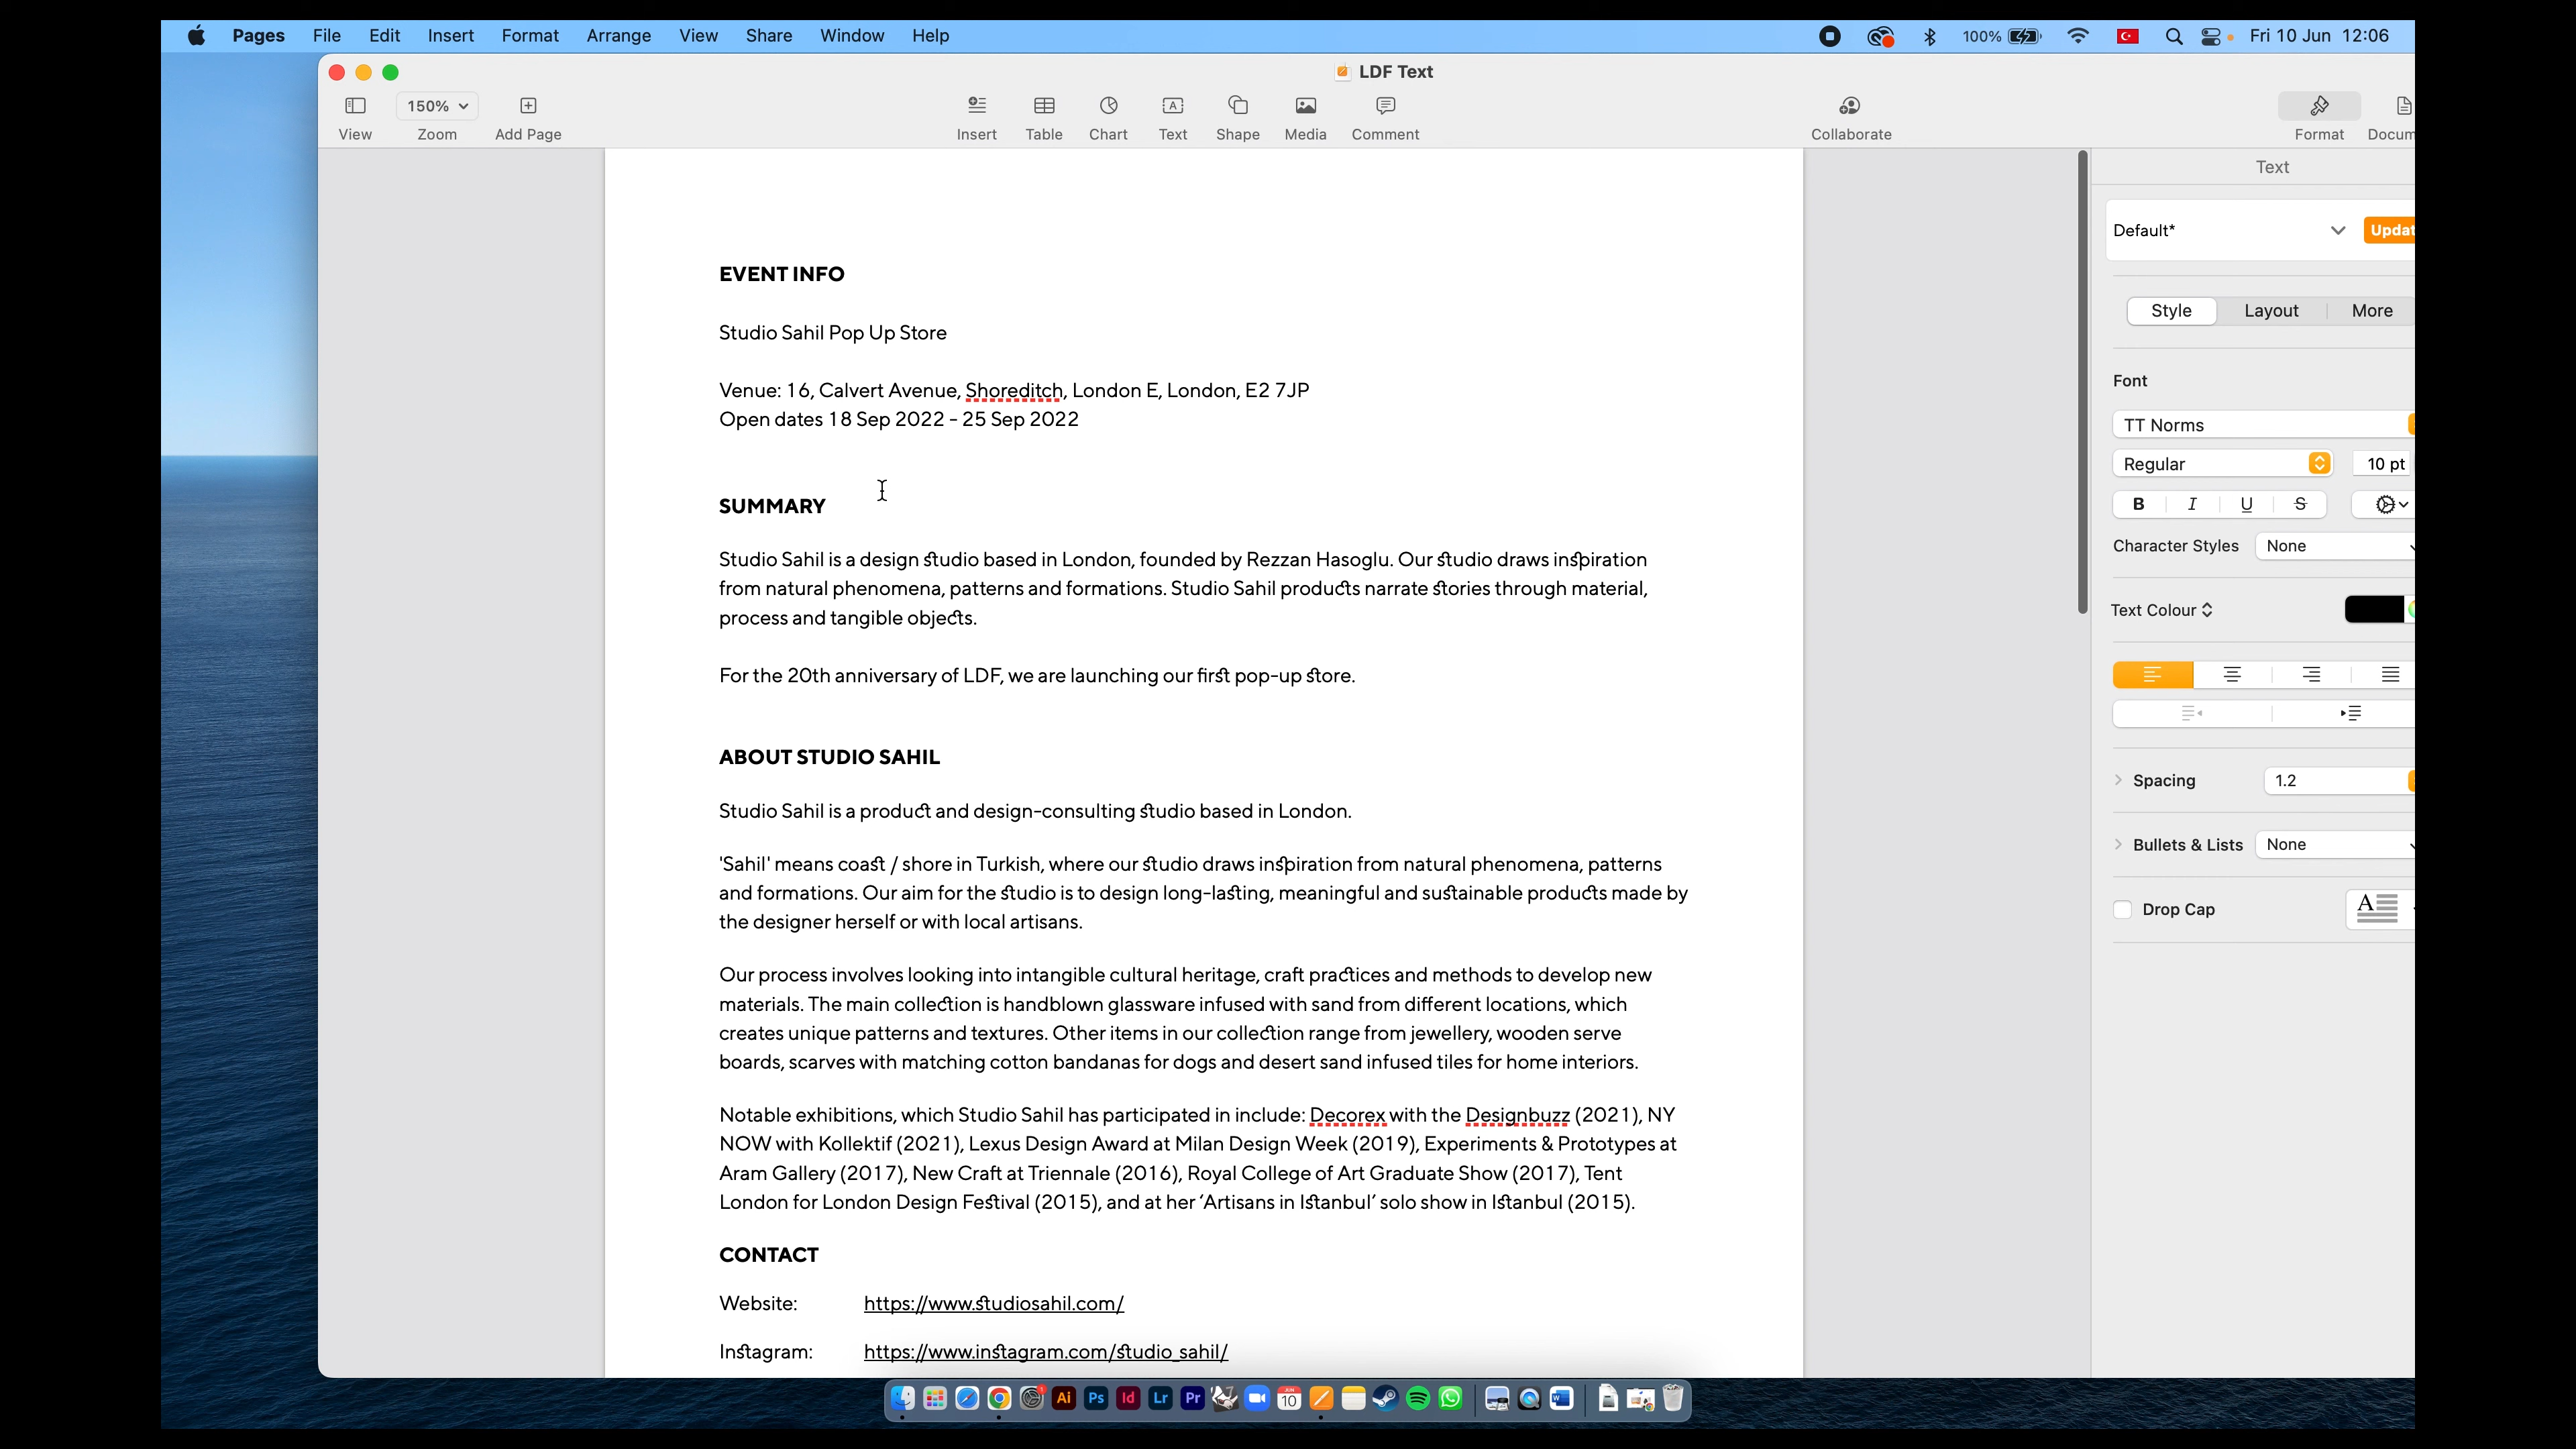 Pages File Edit Insert Format Arrange View Share Window Help 100% Fri 10 Jun 12:06
LDF Text
150%
View Zoom Add Page Insert Table Chart Text Shape Media Comment Collaborate Format Docum
Text
Default* Updat
Style Layout More
Font
TT Norms
Regular 10 pt
B I U S
Character Styles None
Text Colour
Spacing 1.2
Bullets & Lists None
Drop Cap
EVENT INFO
Studio Sahil Pop Up Store
Venue: 16, Calvert Avenue, Shoreditch, London E, London, E2 7JP
Open dates 18 Sep 2022 - 25 Sep 2022
SUMMARY
Studio Sahil is a design studio based in London, founded by Rezzan Hasoglu. Our studio draws inspiration
from natural phenomena, patterns and formations. Studio Sahil products narrate stories through material,
process and tangible objects.
For the 20th anniversary of LDF, we are launching our first pop-up store.
ABOUT STUDIO SAHIL
Studio Sahil is a product and design-consulting studio based in London.
'Sahil' means coast / shore in Turkish, where our studio draws inspiration from natural phenomena, patterns
and formations. Our aim for the studio is to design long-lasting, meaningful and sustainable products made by
the designer herself or with local artisans.
Our process involves looking into intangible cultural heritage, craft practices and methods to develop new
materials. The main collection is handblown glassware infused with sand from different locations, which
creates unique patterns and textures. Other items in our collection range from jewellery, wooden serve
boards, scarves with matching cotton bandanas for dogs and desert sand infused tiles for home interiors.
Notable exhibitions, which Studio Sahil has participated in include: Decorex with the Designbuzz (2021), NY
NOW with Kollektif (2021), Lexus Design Award at Milan Design Week (2019), Experiments & Prototypes at
Aram Gallery (2017), New Craft at Triennale (2016), Royal College of Art Graduate Show (2017), Tent
London for London Design Festival (2015), and at her ‘Artisans in Istanbul’ solo show in Istanbul (2015).
CONTACT
Website: https://www.studiosahil.com/
Instagram: https://www.instagram.com/studio_sahil/
1 Ai Ps Id Lr Pr JUN 10 W